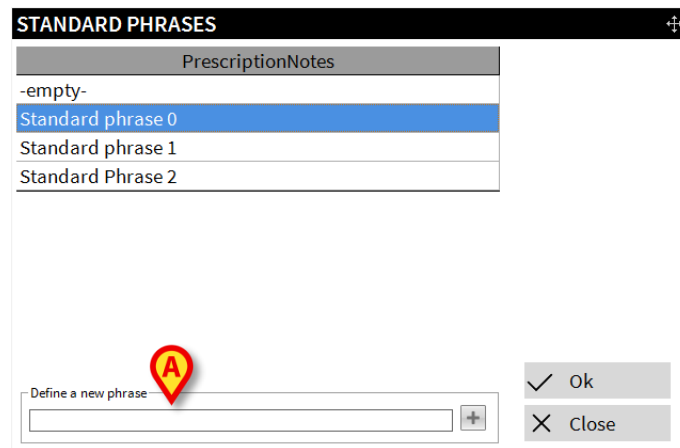 STANDARD PHRASES
PrescriptionNotes
-empty-
Standard phrase 0
Standard phrase 1
Standard Phrase 2
A
Define a new phrase
+
Ok
Close